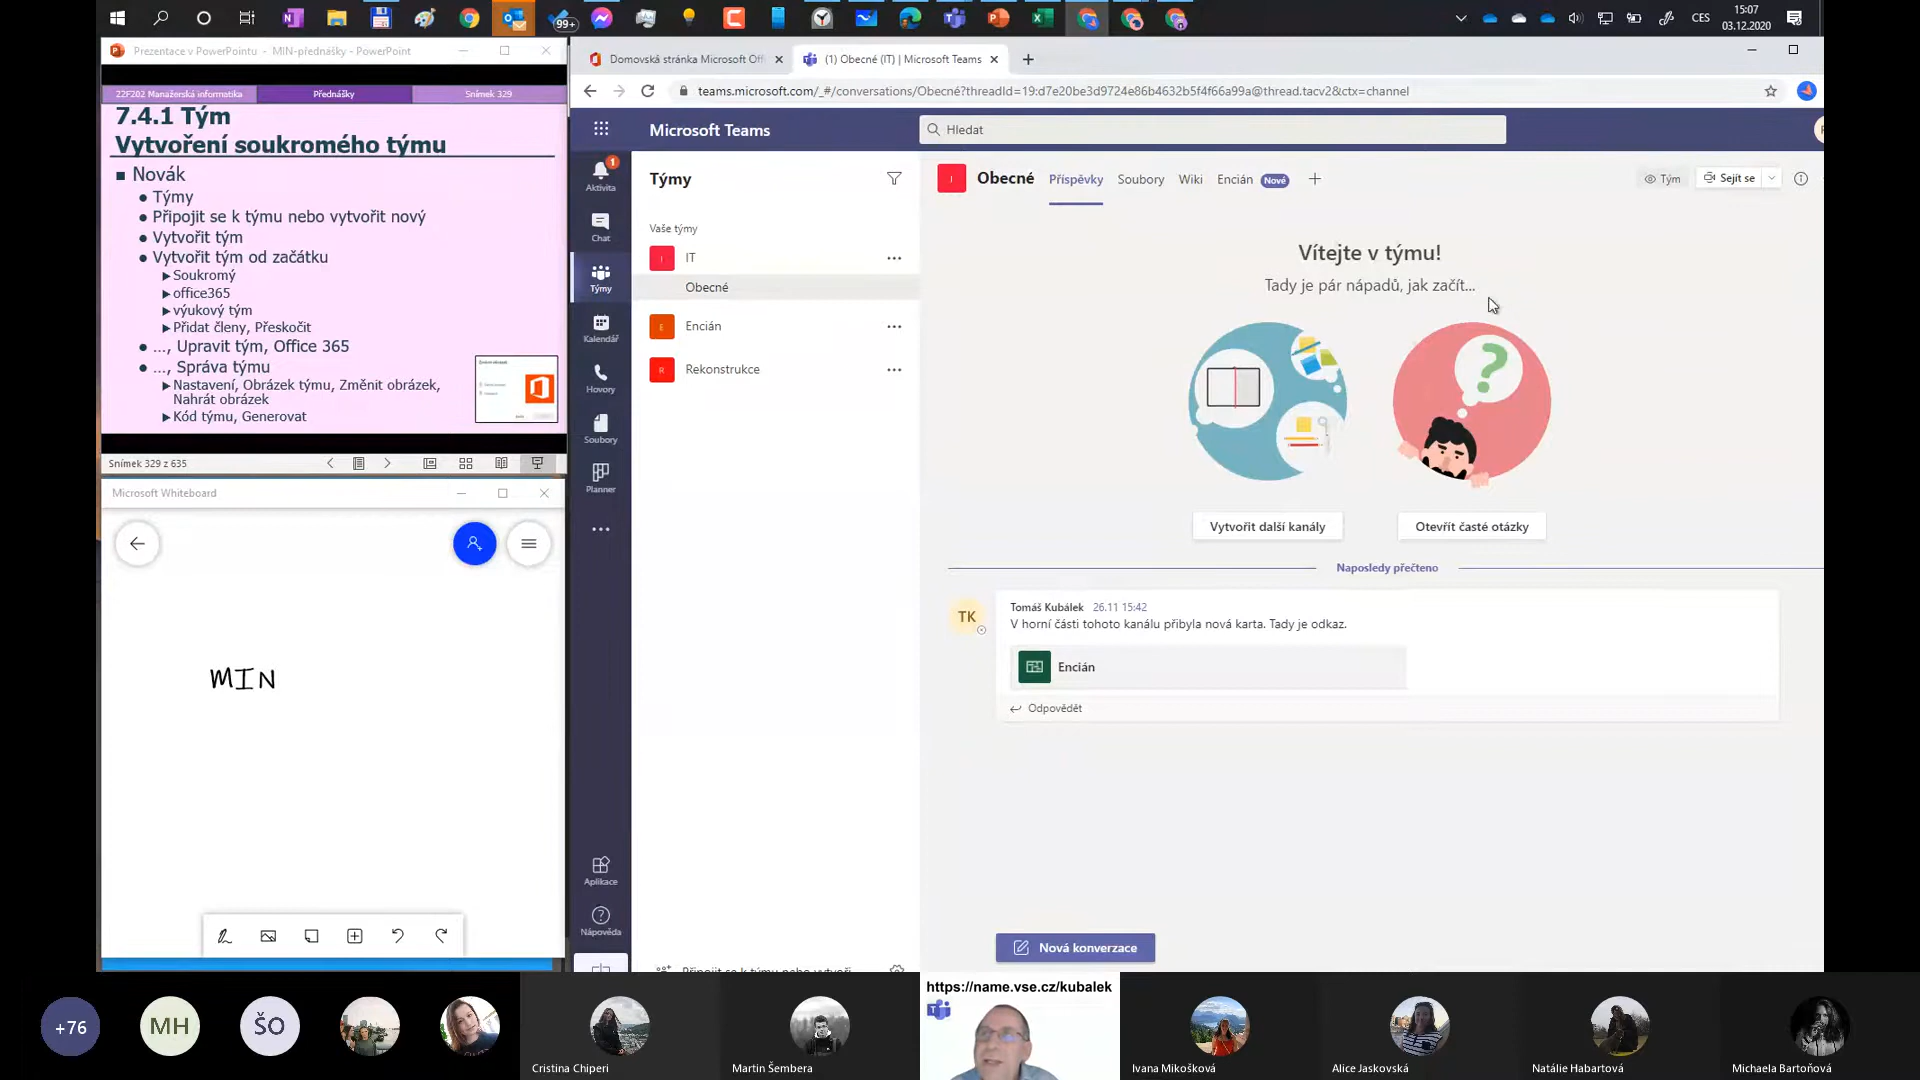 99+
CES
15:07
03.12.2020
Prezentace v PowerPointu - MIN-přednášky - PowerPoint
22F202 Manažerská informatika
Přednášky
Snímek 329
7.4.1 Tým
Vytvoření soukromého týmu
Novák
Týmy
Připojit se k týmu nebo vytvořit nový
Vytvořit tým
Vytvořit tým od začátku
Soukromý
office365
výukový tým
Přidat členy, Přeskočit
..., Upravit tým, Office 365
..., Správa týmu
Nastavení, Obrázek týmu, Změnit obrázek,
Nahrát obrázek
Kód týmu, Generovat
Snímek 329 z 635
Microsoft Whiteboard
MIN
Domovská stránka Microsoft Off
(1) Obecné (IT) | Microsoft Teams
teams.microsoft.com/_#/conversations/Obecné?threadId=19:d7e20be3d9724e86b4632b5f4f66a99a@thread.tacv2&ctx=channel
Microsoft Teams
Hledat
1
Aktivita
Chat
Týmy
Kalendář
Hovory
Soubory
Planner
Aplikace
Nápověda
Týmy
Vaše týmy
I
IT
Obecné
E
Encián
R
Rekonstrukce
I
Obecné
Příspěvky
Soubory
Wiki
Encián
Nové
Tým
Sejít se
Vítejte v týmu!
Tady je pár nápadů, jak začít...
Vytvořit další kanály
Otevřít časté otázky
Naposledy přečteno
TK
Tomáš Kubálek 26.11 15:42
V horní části tohoto kanálu přibyla nová karta. Tady je odkaz.
Encián
Odpovědět
Nová konverzace
Připojit se k týmu nebo vytvoři
+76
MH
ŠO
Cristina Chiperi
Martin Šembera
https://name.vse.cz/kubalek
Ivana Mikošková
Alice Jaskovská
Natálie Habartová
Michaela Bartoňová